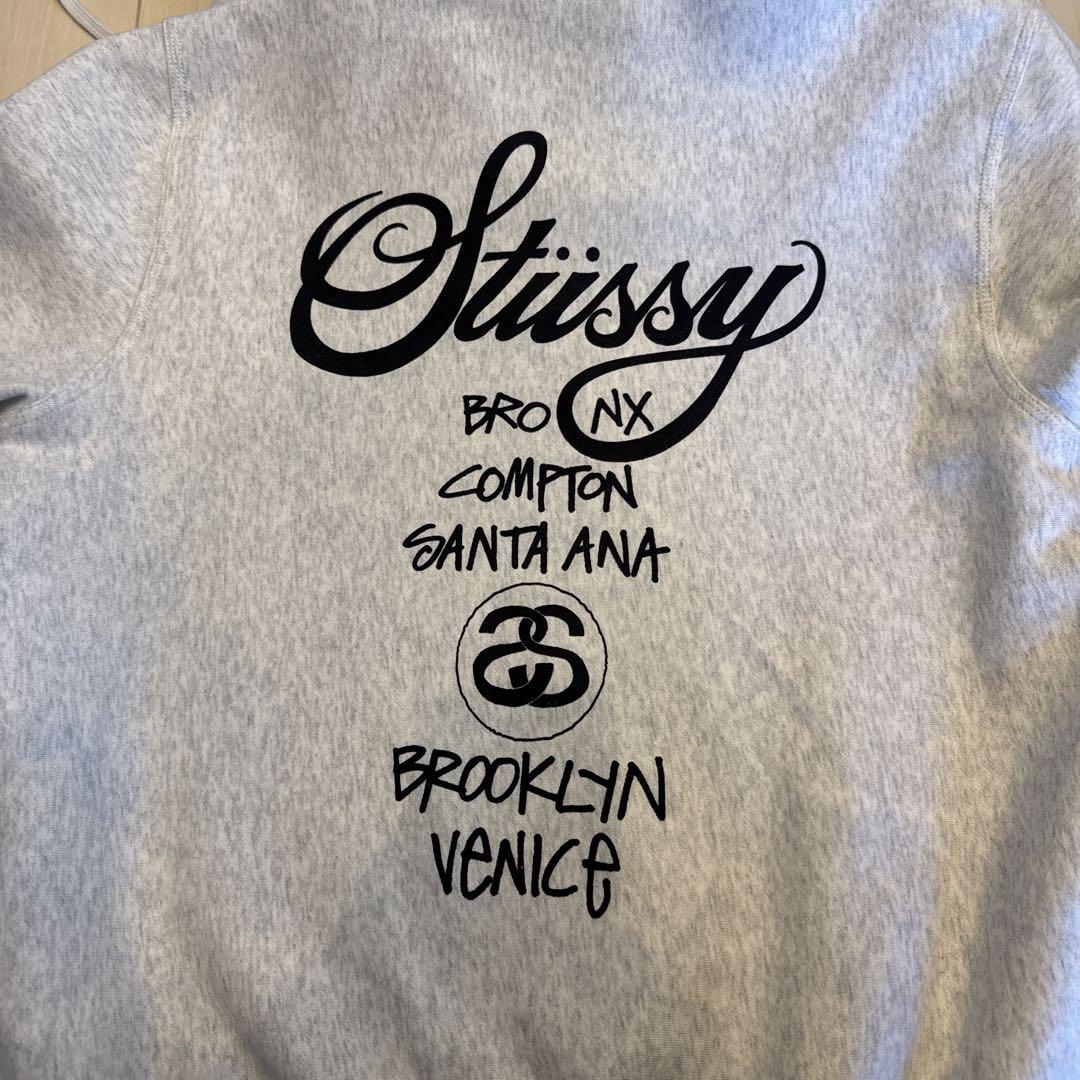 Stüssy
BRONX
COMPTON
SANTA ANA
SS
BROOKLYN
VENICE